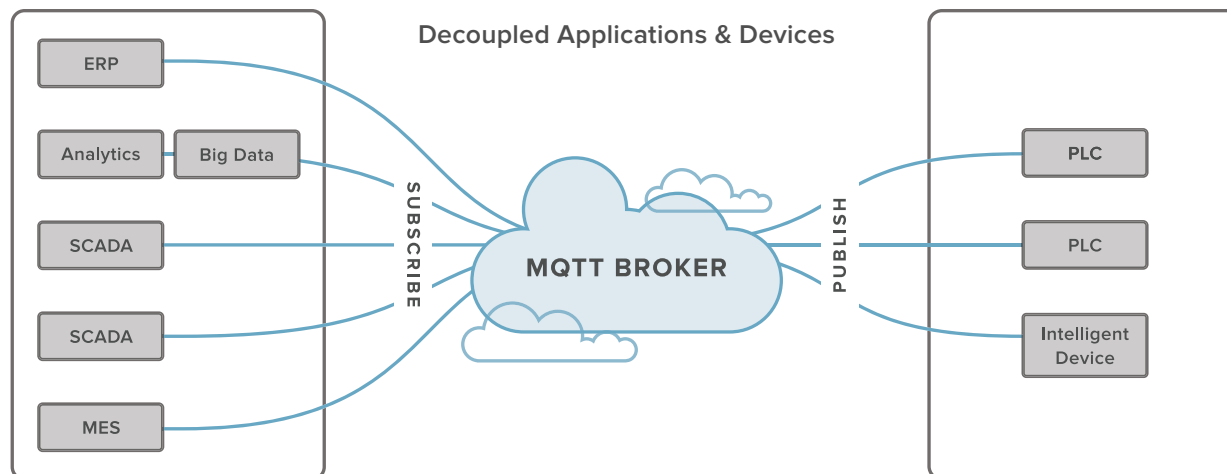 Decoupled Applications & Devices
ERP
Analytics
Big Data
SCADA
SCADA
MES
SUBSCRIBE
MQTT BROKER
PUBLISH
PLC
PLC
Intelligent
Device